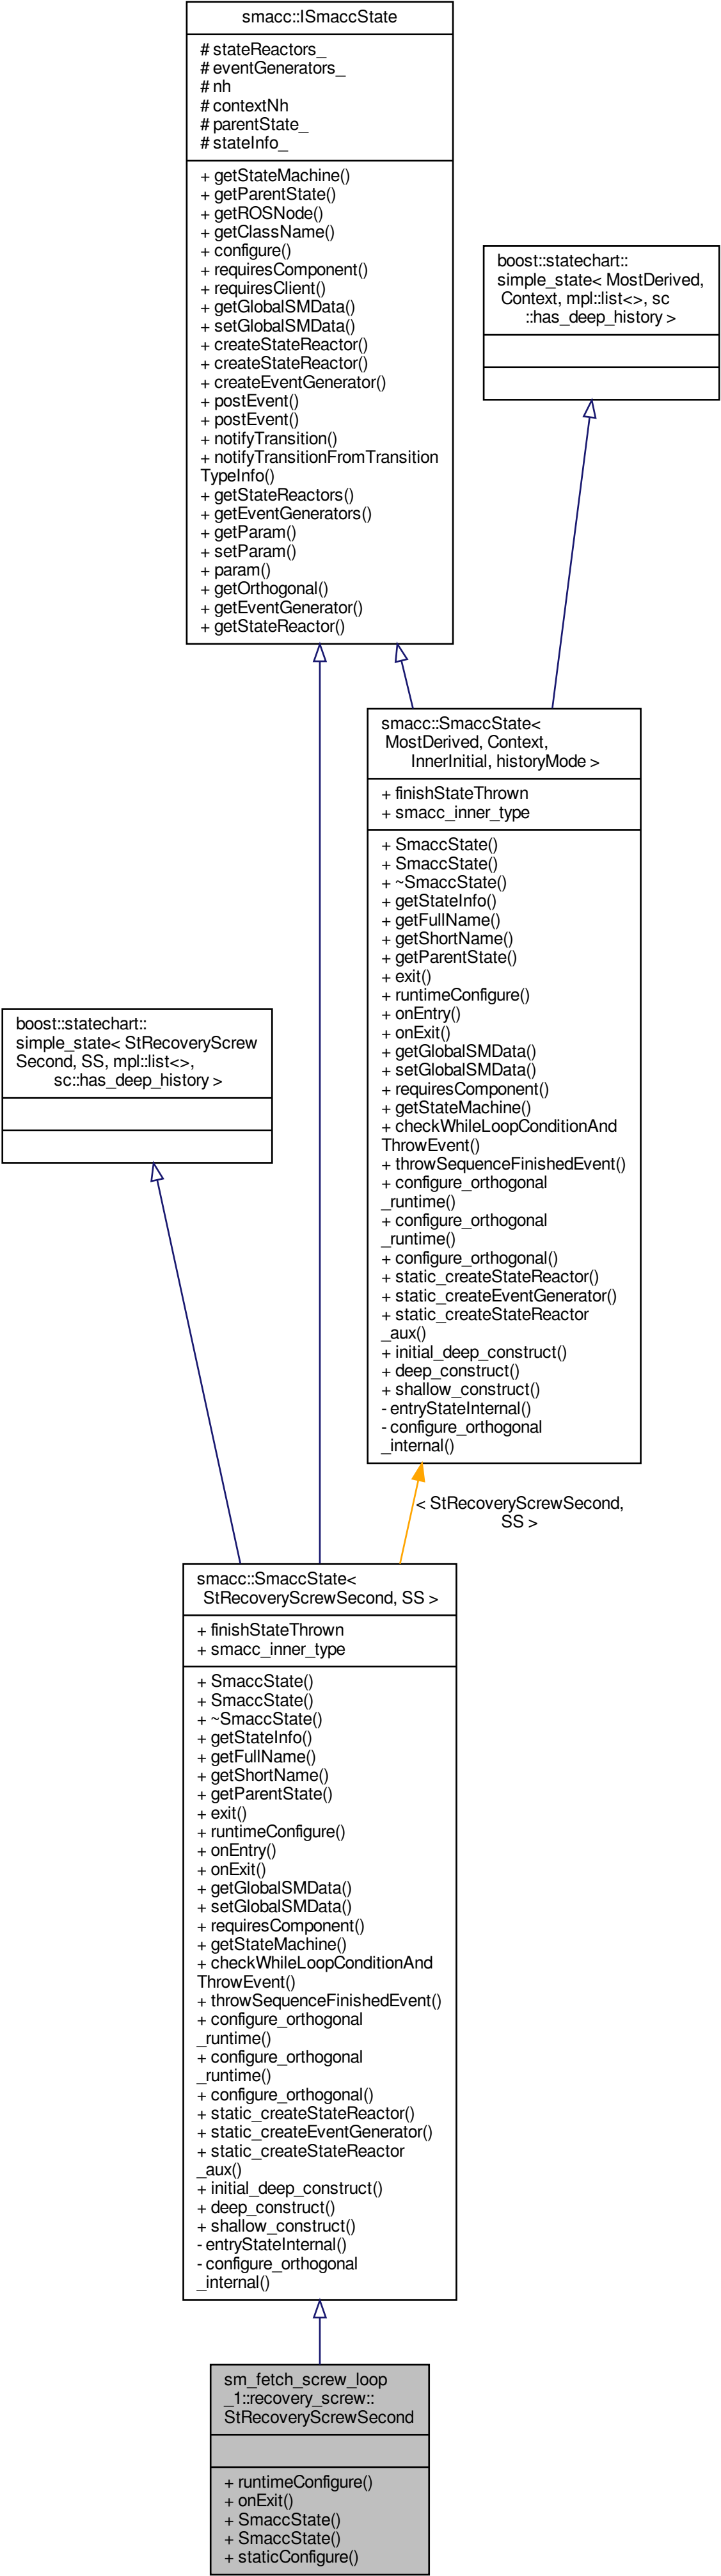 smacc::ISmaccState
# stateReactors_
# eventGenerators_
# nh
# contextNh
# parentState_
# stateInfo_
+ getStateMachine()
+ getParentState()
+ getROSNode()
+ getClassName()
+ configure()
+ requiresComponent()
+ requiresClient()
+ getGlobalSMData()
+ setGlobalSMData()
+ createStateReactor()
+ createStateReactor()
+ createEventGenerator()
+ postEvent()
+ postEvent()
+ notifyTransition()
+ notifyTransitionFromTransition
TypeInfo()
+ getStateReactors()
+ getEventGenerators()
+ getParam()
+ setParam()
+ param()
+ getOrthogonal()
+ getEventGenerator()
+ getStateReactor()
boost::statechart::
simple_state< MostDerived,
Context, mpl::list<>, sc
::has_deep_history >
smacc::SmaccState<
MostDerived, Context,
InnerInitial, historyMode >
+ finishStateThrown
+ smacc_inner_type
+ SmaccState()
+ SmaccState()
+ ~SmaccState()
+ getStateInfo()
+ getFullName()
+ getShortName()
+ getParentState()
+ exit()
+ runtimeConfigure()
+ onEntry()
+ onExit()
+ getGlobalSMData()
+ setGlobalSMData()
+ requiresComponent()
+ getStateMachine()
+ checkWhileLoopConditionAnd
ThrowEvent()
+ throwSequenceFinishedEvent()
+ configure_orthogonal
_runtime()
+ configure_orthogonal
_runtime()
+ configure_orthogonal()
+ static_createStateReactor()
+ static_createEventGenerator()
+ static_createStateReactor
_aux()
+ initial_deep_construct()
+ deep_construct()
+ shallow_construct()
- entryStateInternal()
- configure_orthogonal
_internal()
boost::statechart::
simple_state< StRecoveryScrew
Second, SS, mpl::list<>,
sc::has_deep_history >
< StRecoveryScrewSecond,
SS >
smacc::SmaccState<
StRecoveryScrewSecond, SS >
+ finishStateThrown
+ smacc_inner_type
+ SmaccState()
+ SmaccState()
+ ~SmaccState()
+ getStateInfo()
+ getFullName()
+ getShortName()
+ getParentState()
+ exit()
+ runtimeConfigure()
+ onEntry()
+ onExit()
+ getGlobalSMData()
+ setGlobalSMData()
+ requiresComponent()
+ getStateMachine()
+ checkWhileLoopConditionAnd
ThrowEvent()
+ throwSequenceFinishedEvent()
+ configure_orthogonal
_runtime()
+ configure_orthogonal
_runtime()
+ configure_orthogonal()
+ static_createStateReactor()
+ static_createEventGenerator()
+ static_createStateReactor
_aux()
+ initial_deep_construct()
+ deep_construct()
+ shallow_construct()
- entryStateInternal()
- configure_orthogonal
_internal()
sm_fetch_screw_loop
_1::recovery_screw::
StRecoveryScrewSecond
+ runtimeConfigure()
+ onExit()
+ SmaccState()
+ SmaccState()
+ staticConfigure()